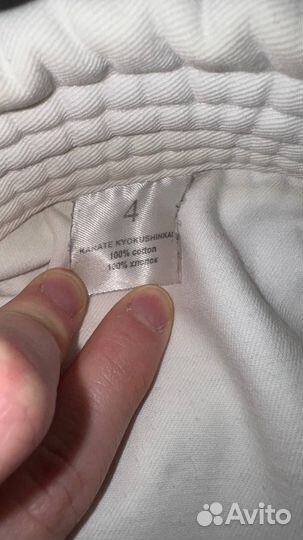 4
KARATE KYOKUSHINKAI
100% cotton
100% хлопок
Avito